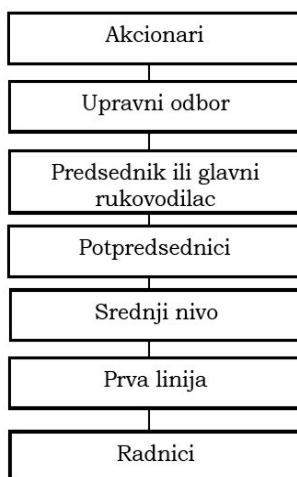 Akcionari
Upravni odbor
Predsednik ili glavni
rukovodilac
Potpredsednici
Srednji nivo
Prva linija
Radnici